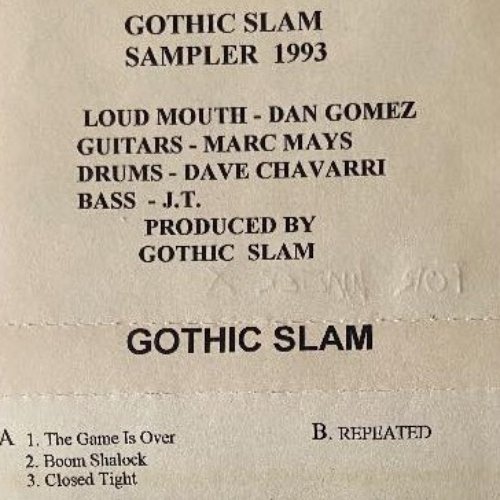 GOTHIC SLAM
SAMPLER 1993
LOUD MOUTH - DAN GOMEZ
GUITARS - MARC MAYS
DRUMS - DAVE CHAVARRI
BASS - J.T.
PRODUCED BY
GOTHIC SLAM
GOTHIC SLAM
A 1. The Game Is Over
2. Boom Shalock
3. Closed Tight
B. REPEATED